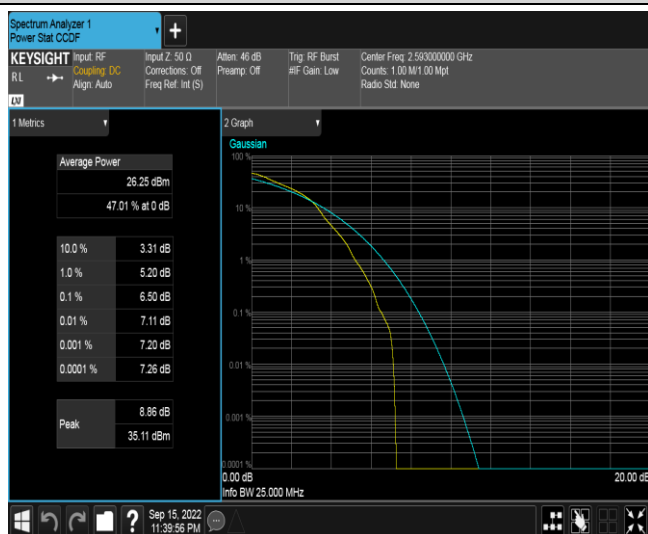 Spectrum Analyzer 1
Power Stat CCDF
KEYSIGHT
RL
LXI
Input: RF
Coupling: DC
Align: Auto
Input Z: 50 Ω
Corrections: Off
Freq Ref: Int (S)
Atten: 46 dB
Preamp: Off
Trig: RF Burst
#IF Gain: Low
Center Freq: 2.593000000 GHz
Counts: 1.00 M/1.00 Mpt
Radio Std: None
1 Metrics
Average Power
26.25 dBm
47.01 % at 0 dB
10.0 % 3.31 dB
1.0 % 5.20 dB
0.1 % 6.50 dB
0.01 % 7.11 dB
0.001 % 7.20 dB
0.0001 % 7.26 dB
Peak 8.86 dB
35.11 dBm
2 Graph
Gaussian
100 %
10 %
1 %
0.1 %
0.01 %
0.001 %
0.0001 %
0.00 dB 20.00 dB
Info BW 25.000 MHz
Sep 15, 2022
11:39:56 PM